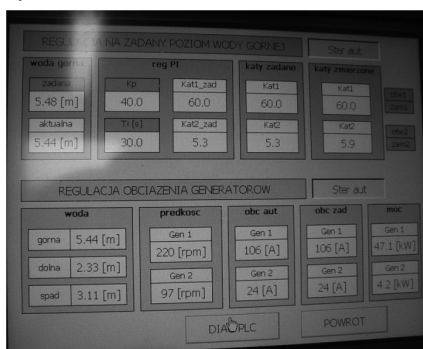 REGULACJA NA ZADANY POZIOM WODY GORNEJ
Ster aut
woda gorna
reg PI
katy zadane
katy zmierzone
zadana
Kp
Kat1_zad
Kat1
Kat1
5.48 [m]
40.0
60.0
60.0
60.0
otw1
zam1
aktualna
Ti [s]
Kat2_zad
Kat2
Kat2
otw2
zam2
5.44 [m]
30.0
5.3
5.3
5.9
REGULACJA OBCIAZENIA GENERATOROW
Ster aut
woda
predkosc
obc aut
obc zad
moc
gorna 5.44 [m]
Gen 1
Gen 1
Gen 1
Gen 1
220 [rpm]
106 [A]
106 [A]
47.1 [kW]
dolna 2.33 [m]
Gen 2
Gen 2
Gen 2
Gen 2
spad 3.11 [m]
97 [rpm]
24 [A]
24 [A]
4.2 [kW]
POWROT